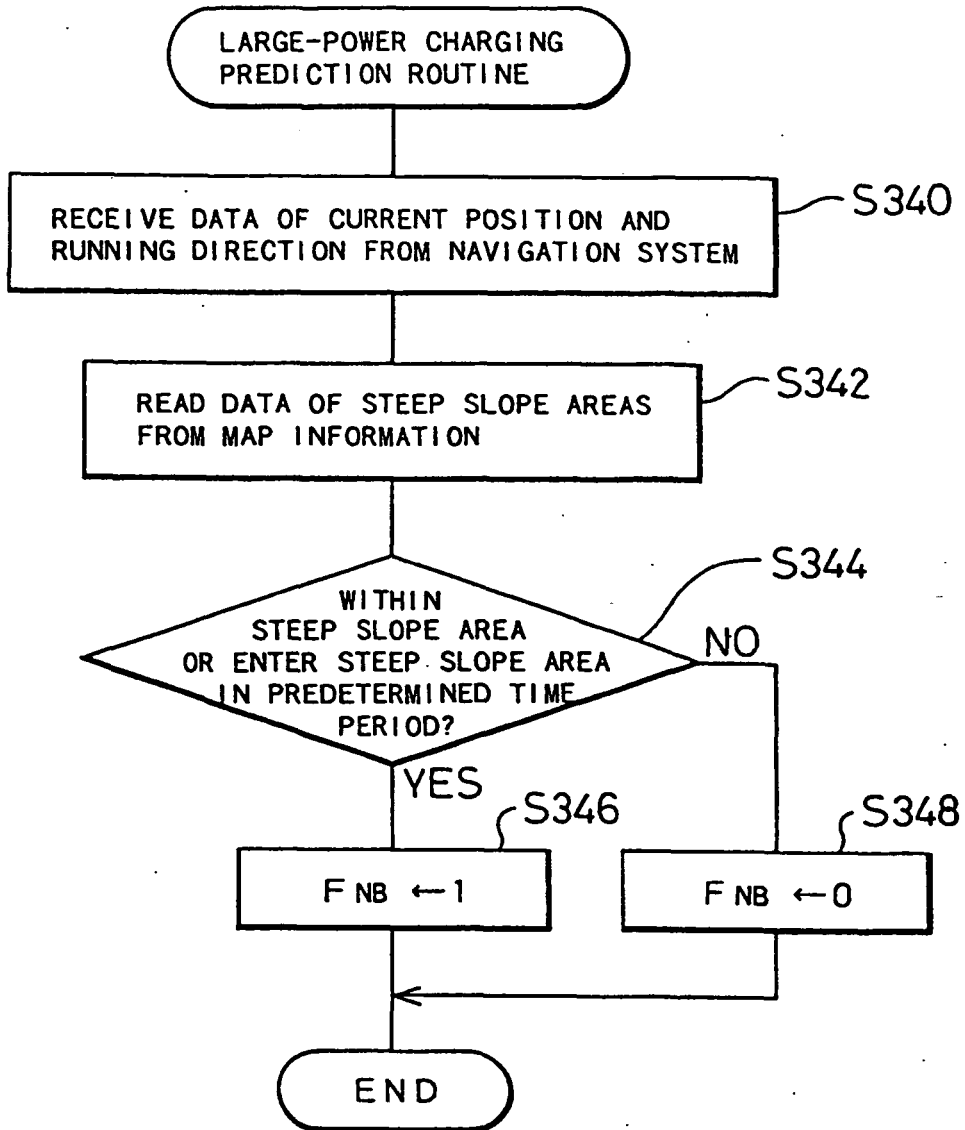 LARGE-POWER CHARGING
PREDICTION ROUTINE
RECEIVE DATA OF CURRENT POSITION AND
RUNNING DIRECTION FROM NAVIGATION SYSTEM
S340
READ DATA OF STEEP SLOPE AREAS
FROM MAP INFORMATION
S342
WITHIN
STEEP SLOPE AREA
OR ENTER STEEP SLOPE AREA
IN PREDETERMINED TIME
PERIOD?
S344
NO
YES
S346
FNB ←1
S348
FNB ←0
END